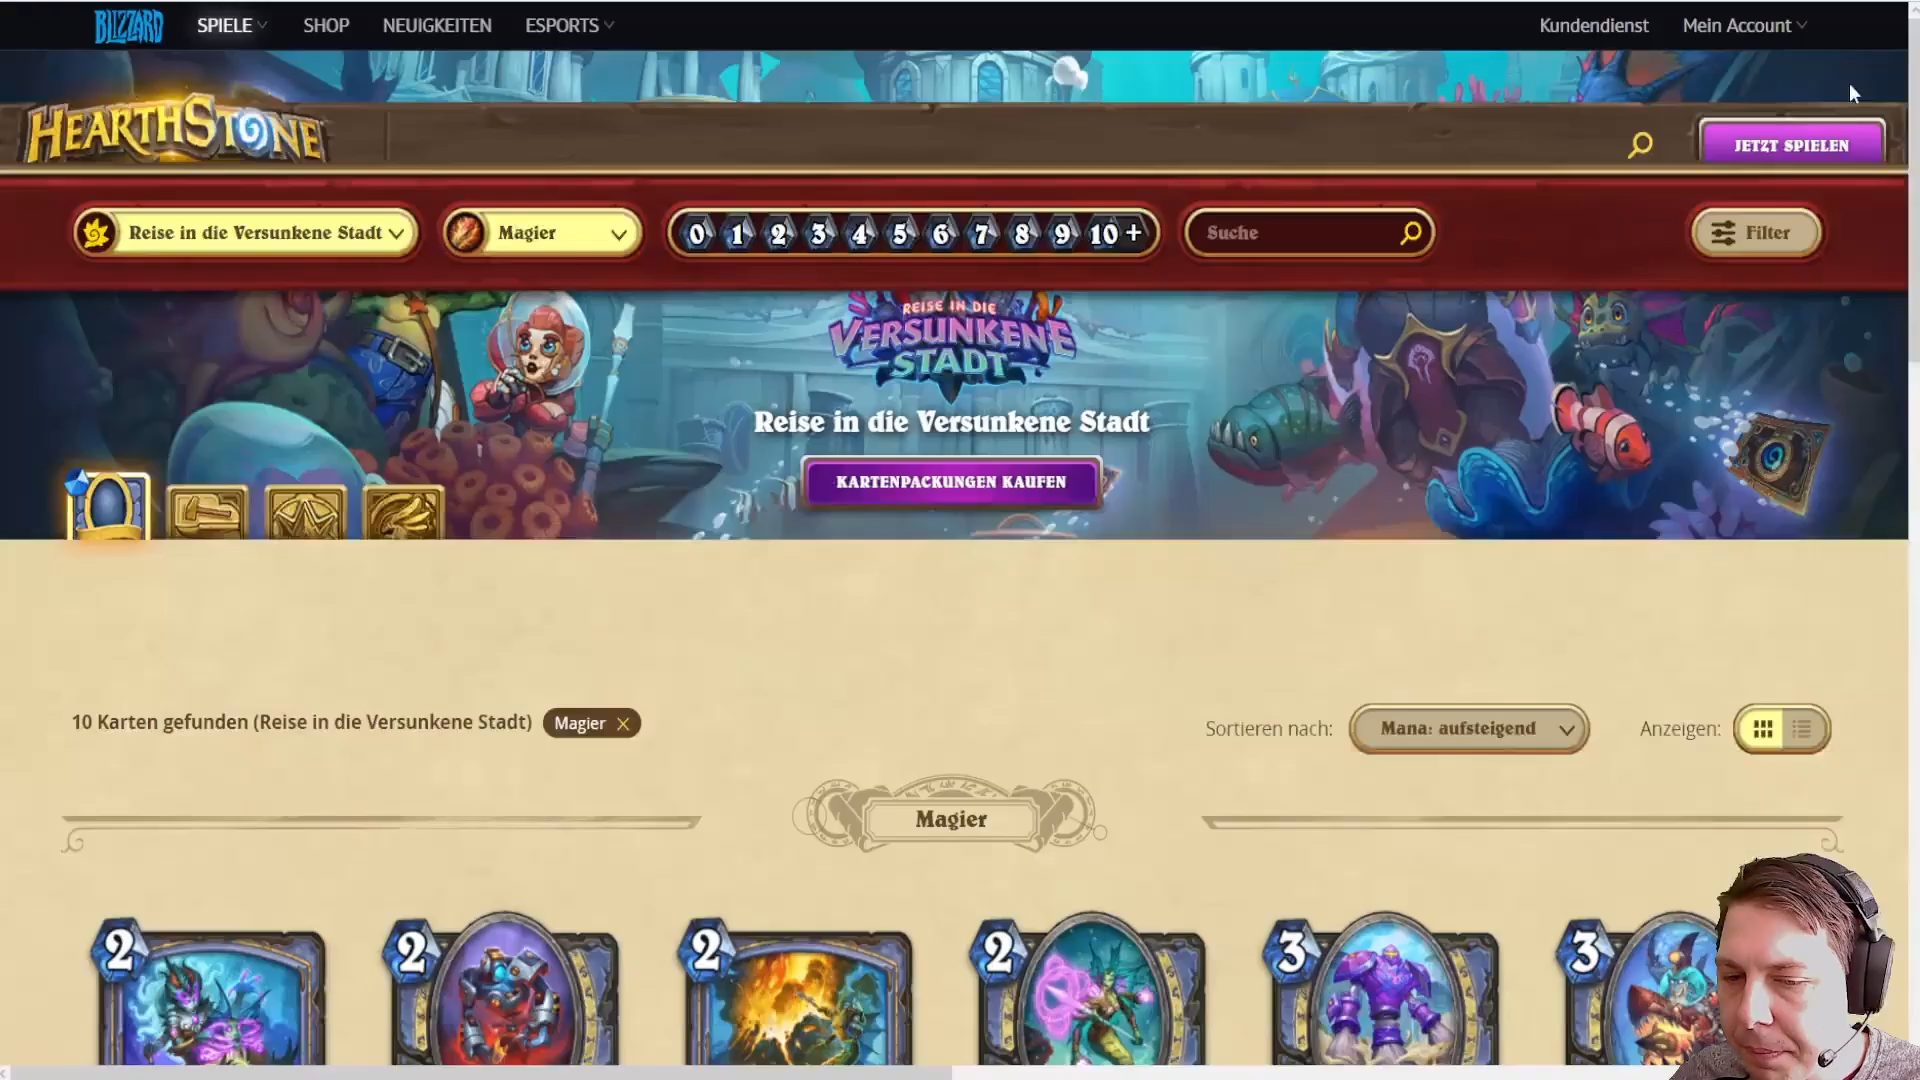 BLIZZARD SPIELE SHOP NEUIGKEITEN ESPORTS Kundendienst Mein Account
HEARTHSTONE
JETZT SPIELEN
Reise in die Versunkene Stadt Magier 0 1 2 3 4 5 6 7 8 9 10 + Suche Filter
REISE IN DIE
VERSUNKENE
STADT
Reise in die Versunkene Stadt
KARTENPACKUNGEN KAUFEN
10 Karten gefunden (Reise in die Versunkene Stadt) Magier Sortieren nach: Mana: aufsteigend Anzeigen:
Magier
2 2 2 2 3 3